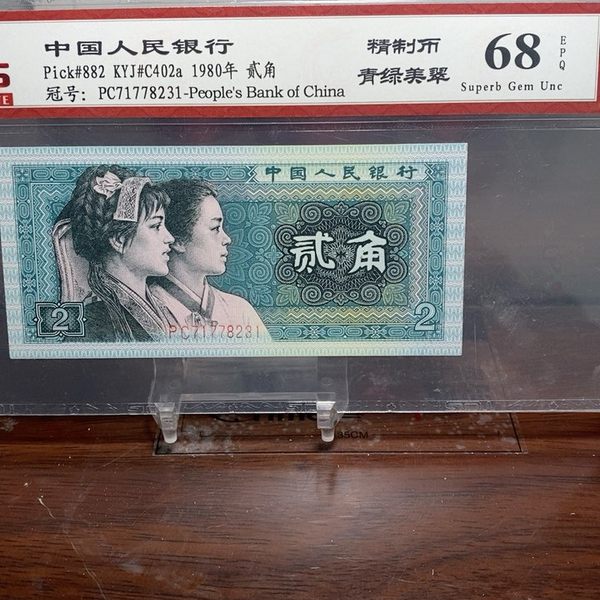 中国人民银行
精制币
68
EPQ
Pick#882 KYJ#C402a 1980年 贰角
青绿美翠
Superb Gem Unc
冠号: PC71778231-People's Bank of China
中国人民银行
贰角
2
PC71778231
2
35CM